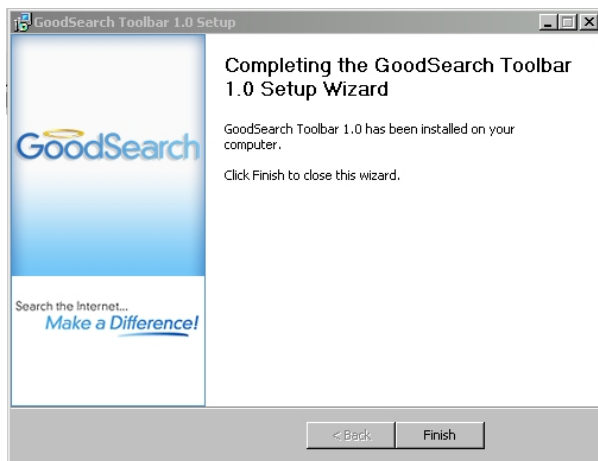 GoodSearch Toolbar 1.0 Setup
Completing the GoodSearch Toolbar
1.0 Setup Wizard
GoodSearch Toolbar 1.0 has been installed on your
computer.
Click Finish to close this wizard.
GoodSearch
Search the Internet...
Make a Difference!
< Back
Finish